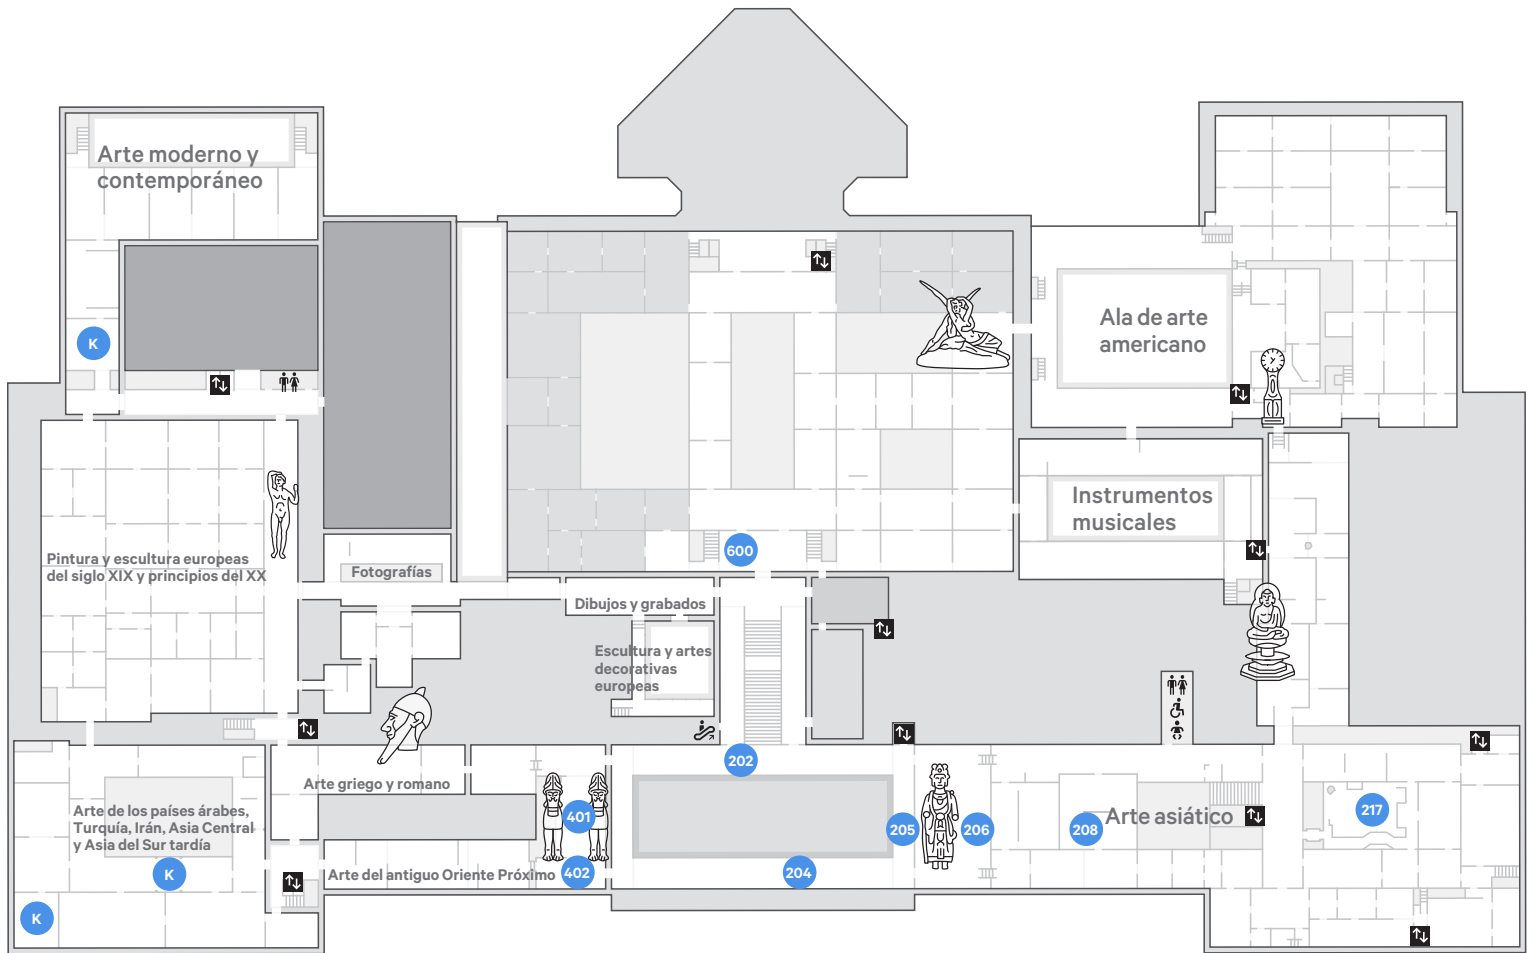 Arte moderno y
contemporáneo
K
Ala de arte
americano
Instrumentos
musicales
Pintura y escultura europeas
del siglo XIX y principios del XX
600
Fotografías
Dibujos y grabados
Escultura y artes
decorativas
europeas
202
Arte griego y romano
Arte de los países árabes,
Turquía, Irán, Asia Central
y Asia del Sur tardía
K
K
401
402
Arte del antiguo Oriente Próximo
204
205
206
208
Arte asiático
217